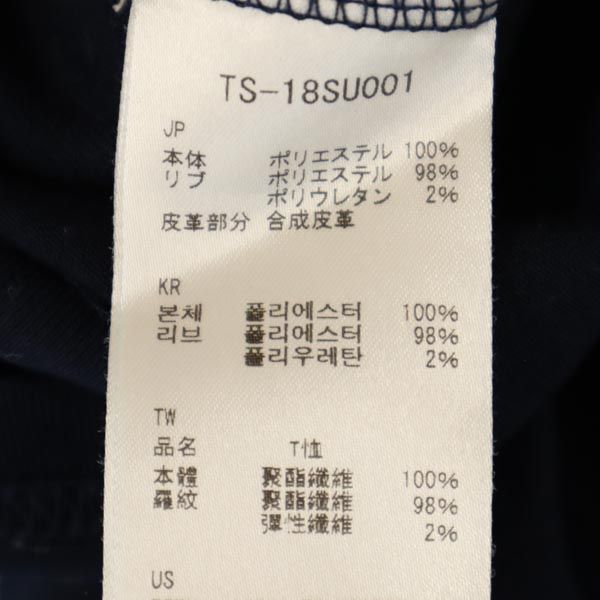 TS-18SU001
JP
本体 ポリエステル 100%
リブ ポリエステル 98%
ポリウレタン 2%
皮革部分 合成皮革
KR
본체 폴리에스터 100%
리브 폴리에스터 98%
폴리우레탄 2%
TW
品名 T恤
本體 聚酯纖維 100%
羅紋 聚酯纖維 98%
彈性纖維 2%
US